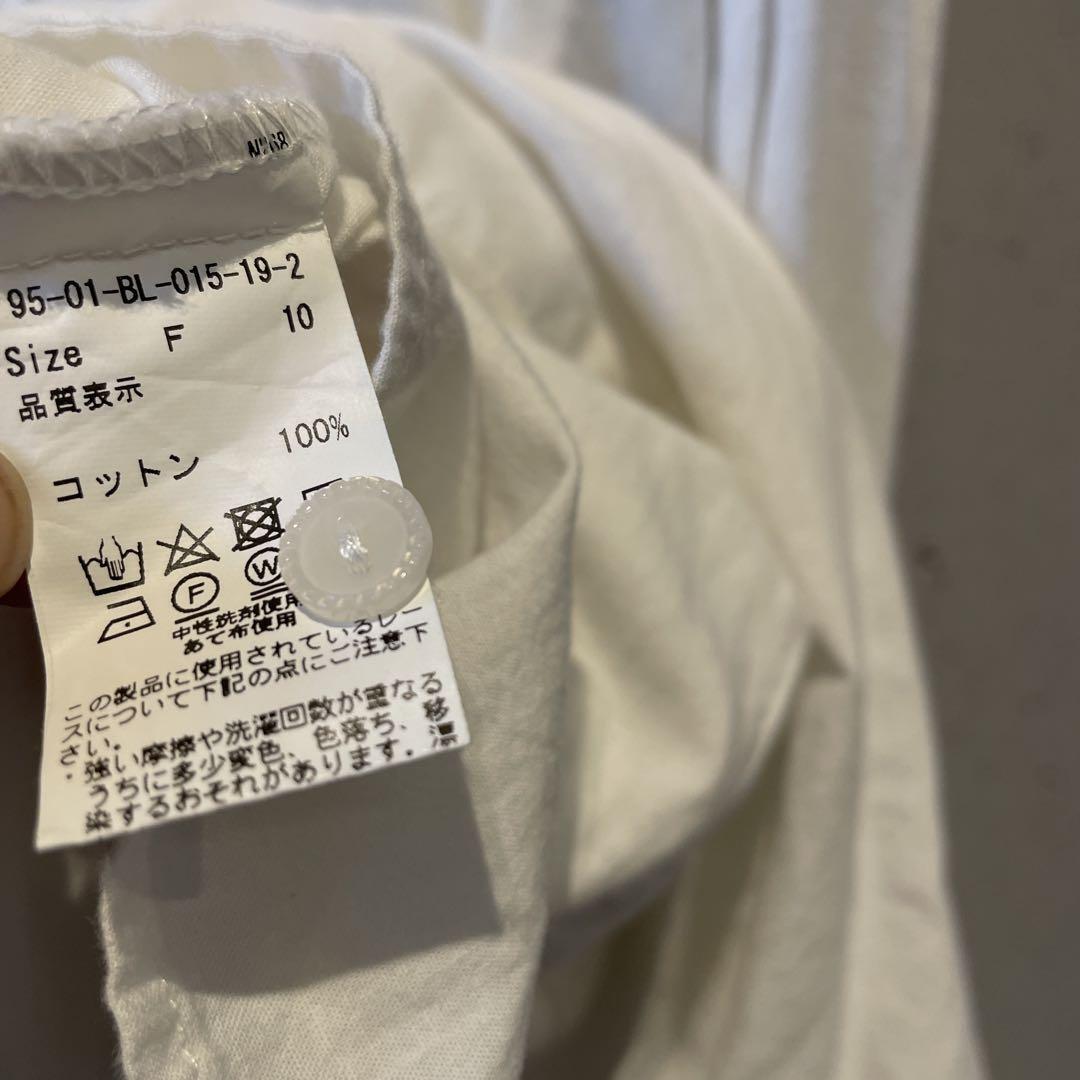 95-01-BL-015-19-2
Size F 10
品質表示
コットン 100%
F W
中性洗剤使用
あて布使用
この製品に使用されているレー
スについて下記の点にご注意下
さい。
・強い摩擦や洗濯回数が重なる
うちに多少変色、色落ち、移
染するおそれがあります。濡